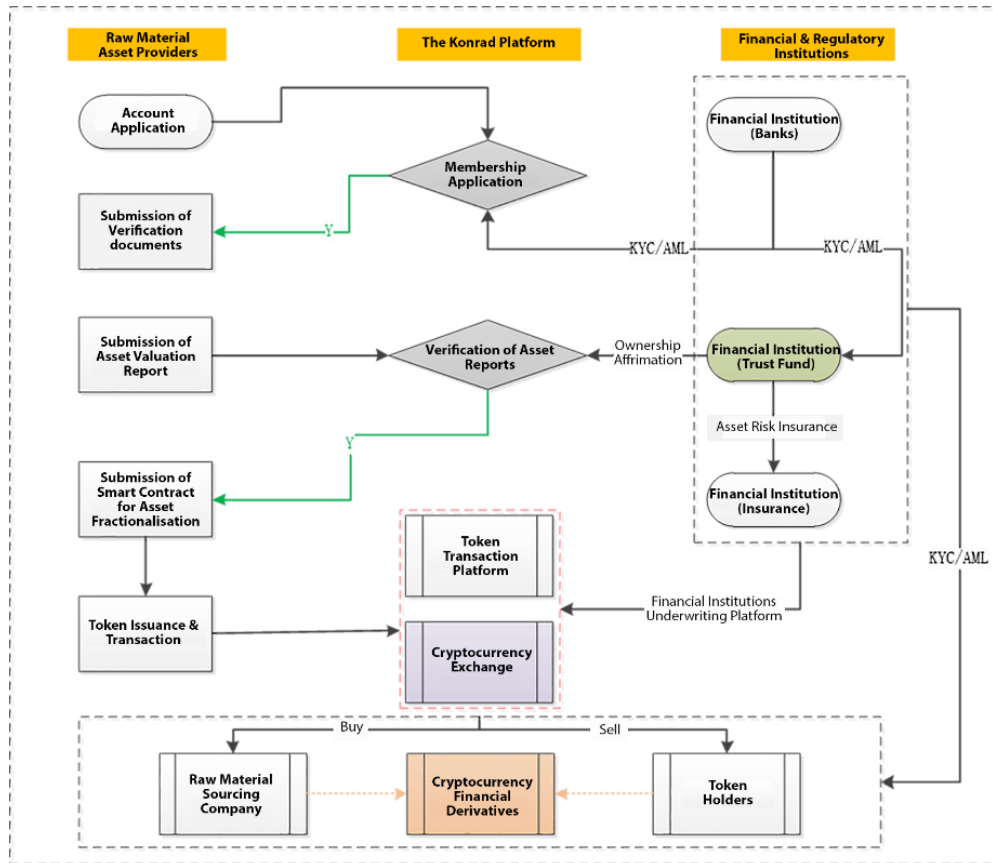 Raw Material
Asset Providers
The Konrad Platform
Financial & Regulatory
Institutions
Account
Application
Financial Institution
(Banks)
Membership
Application
Submission of
Verification
documents
Y
KYC/AML
KYC/AML
Submission of
Asset Valuation
Report
Verification of Asset
Reports
Ownership
Affrimation
Financial Institution
(Trust Fund)
Asset Risk Insurance
Y
Submission of
Smart Contract
for Asset
Fractionalisation
Financial Institution
(Insurance)
Token
Transaction
Platform
KYC/AML
Financial Institutions
Underwriting Platform
Token Issuance &
Transaction
Cryptocurrency
Exchange
Buy
Sell
Raw Material
Sourcing
Company
Cryptocurrency
Financial
Derivatives
Token
Holders